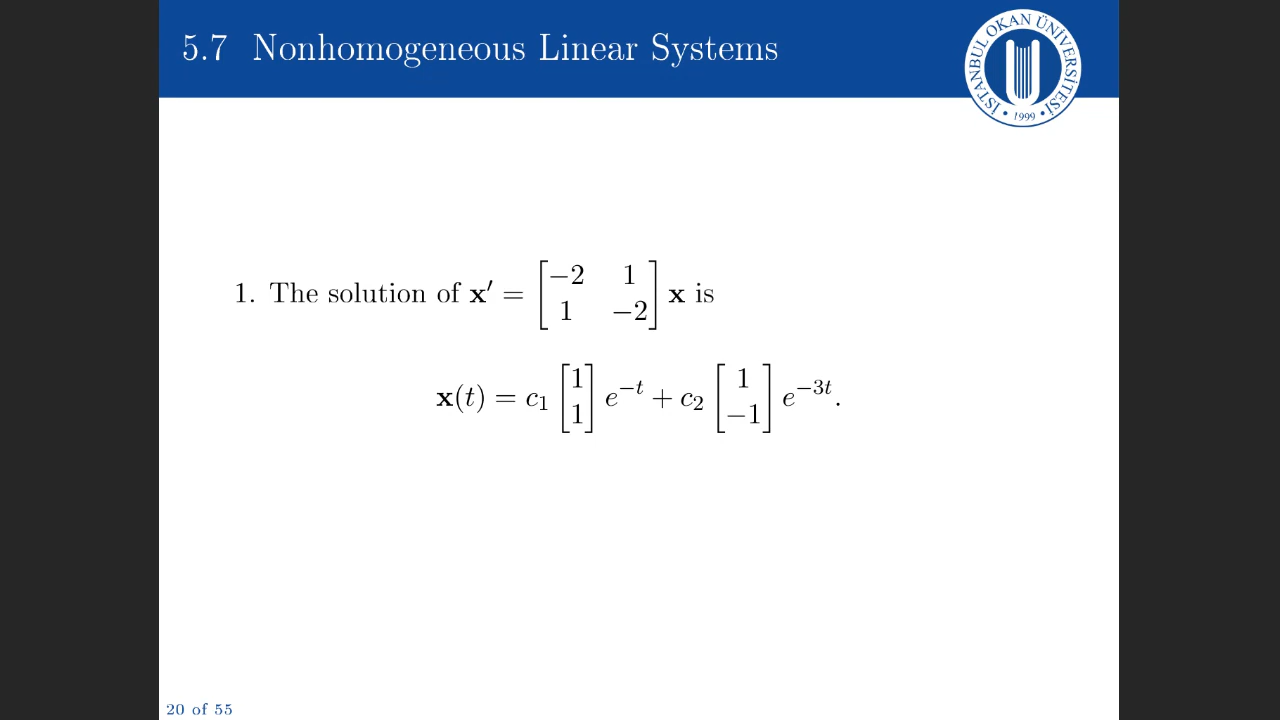 5.7 Nonhomogeneous Linear Systems
İSTANBUL OKAN ÜNİVERSİTESİ
• 1999 •
1. The solution of x′ = [−2 1; 1 −2] x is
x(t) = c₁ [1; 1] e⁻ᵗ + c₂ [1; −1] e⁻³ᵗ.
20 of 55